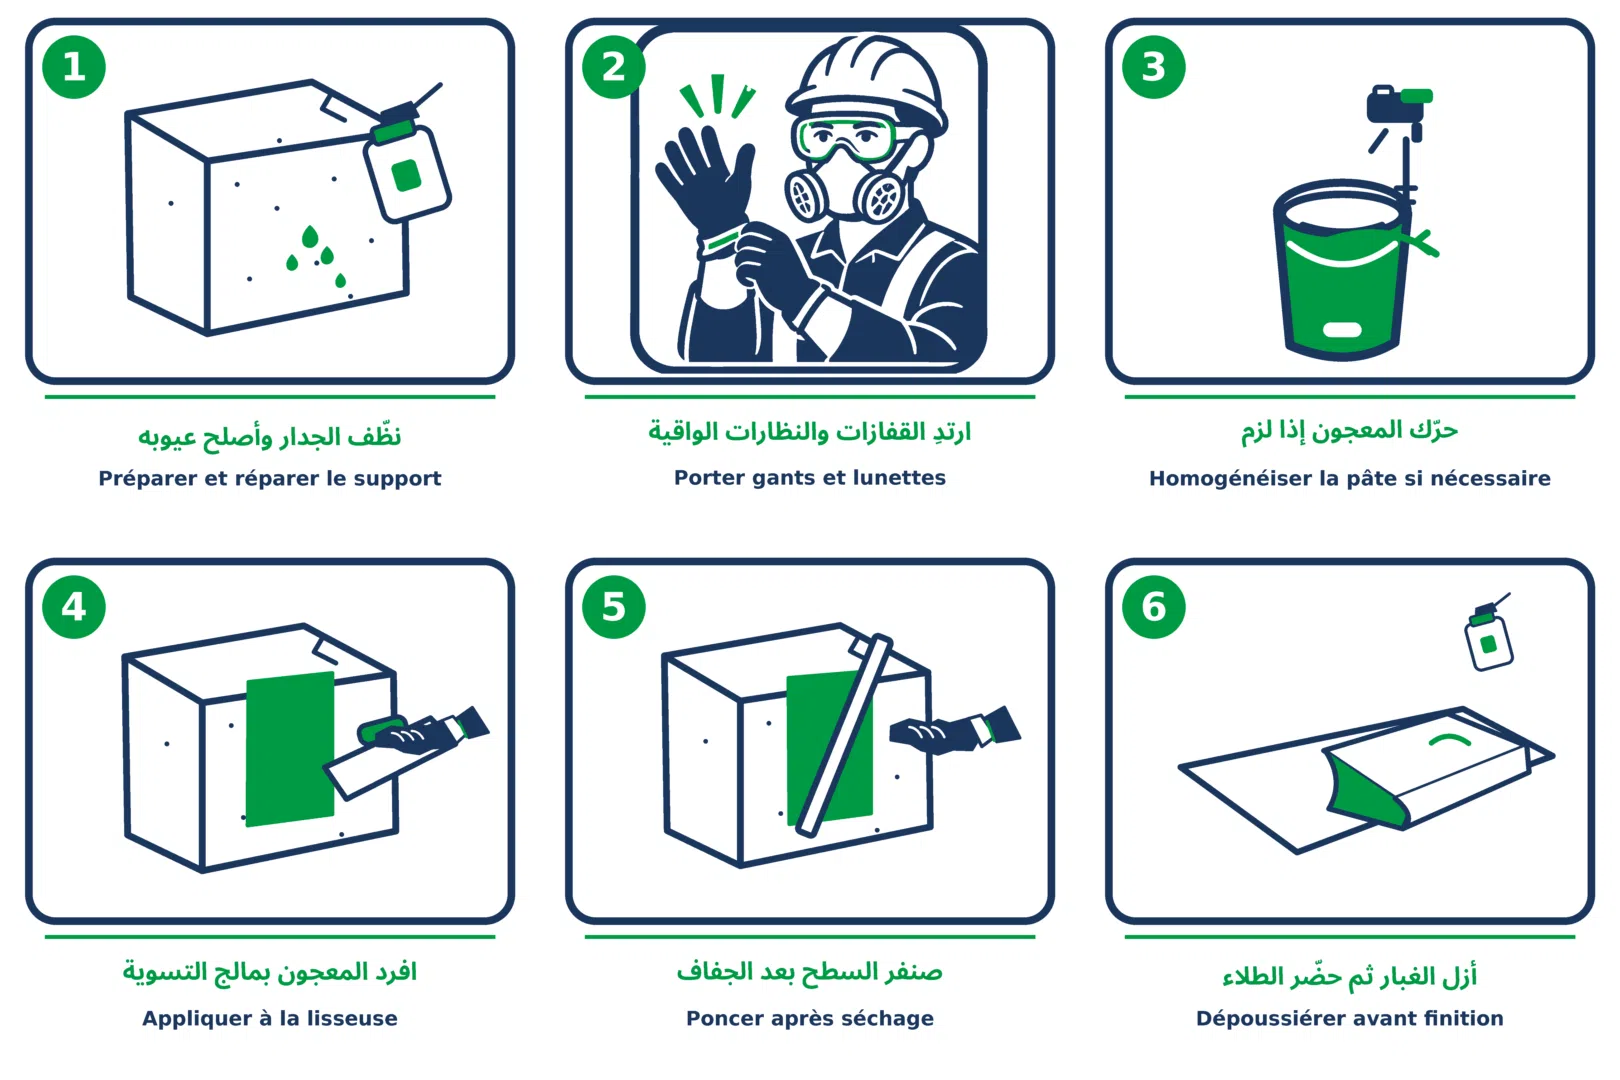 1
نظّف الجدار وأصلح عيوبه
Préparer et réparer le support
2
ارتدِ القفازات والنظارات الواقية
Porter gants et lunettes
3
حرّك المعجون إذا لزم
Homogénéiser la pâte si nécessaire
4
افرد المعجون بمالج التسوية
Appliquer à la lisseuse
5
صنفر السطح بعد الجفاف
Poncer après séchage
6
أزل الغبار ثم حضّر الطلاء
Dépoussiérer avant finition